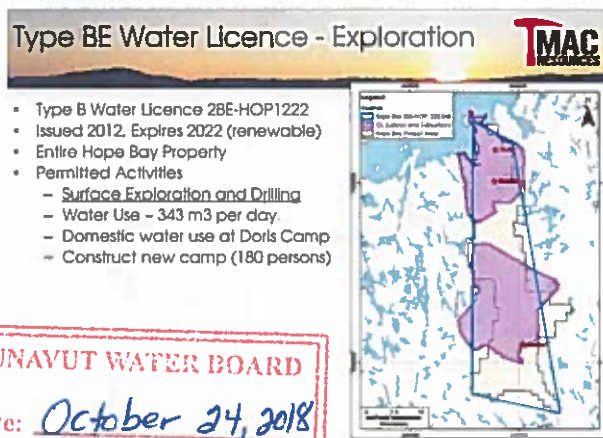 Type BE Water Licence - Exploration
TMAC
RESOURCES
• Type B Water Licence 2BE-HOP1222
• Issued 2012, Expires 2022 (renewable)
• Entire Hope Bay Property
• Permitted Activities
– Surface Exploration and Drilling
– Water Use – 343 m3 per day.
– Domestic water use at Doris Camp
– Construct new camp (180 persons)
UNAVUT WATER BOARD
e: October 24, 2018